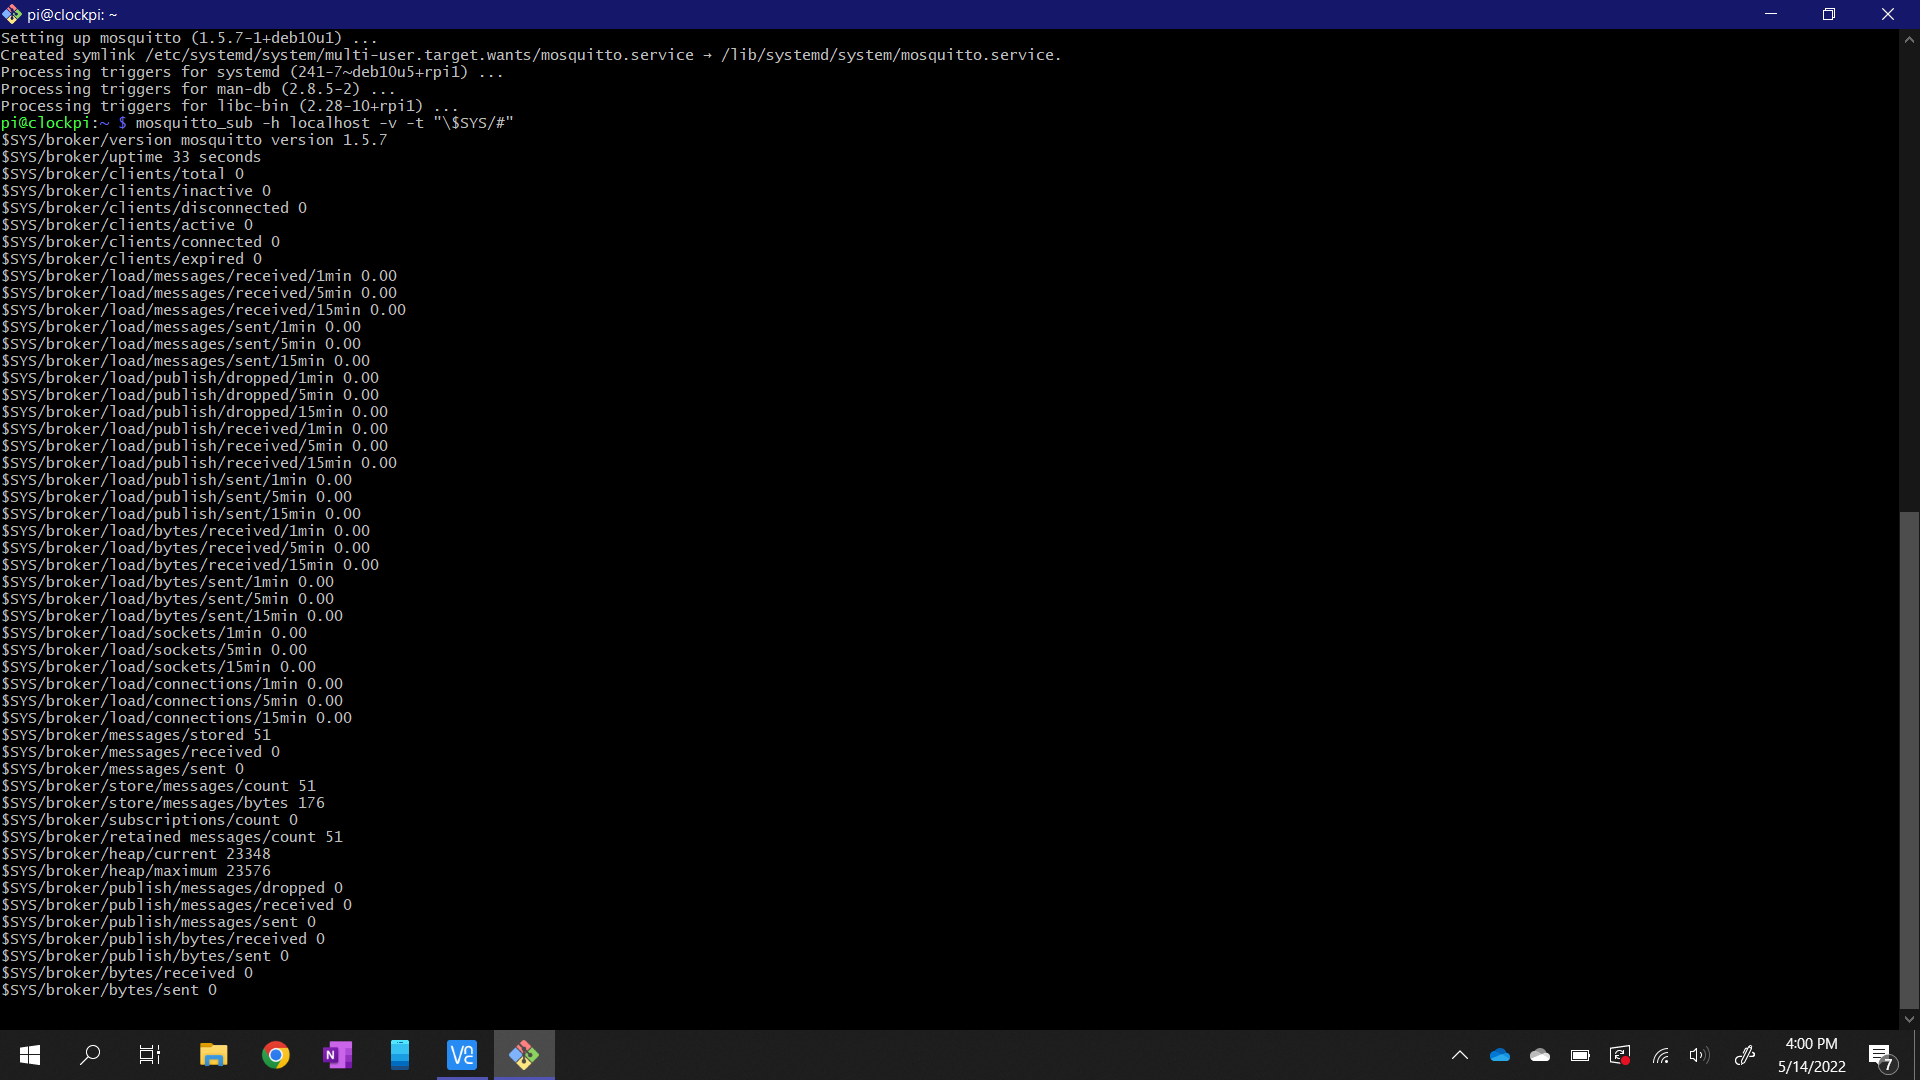 pi@clockpi: ~
Setting up mosquitto (1.5.7-1+deb10u1) ...
Created symlink /etc/systemd/system/multi-user.target.wants/mosquitto.service → /lib/systemd/system/mosquitto.service.
Processing triggers for systemd (241-7~deb10u5+rpi1) ...
Processing triggers for man-db (2.8.5-2) ...
Processing triggers for libc-bin (2.28-10+rpi1) ...
pi@clockpi:~ $ mosquitto_sub -h localhost -v -t "\$SYS/#"
$SYS/broker/version mosquitto version 1.5.7
$SYS/broker/uptime 33 seconds
$SYS/broker/clients/total 0
$SYS/broker/clients/inactive 0
$SYS/broker/clients/disconnected 0
$SYS/broker/clients/active 0
$SYS/broker/clients/connected 0
$SYS/broker/clients/expired 0
$SYS/broker/load/messages/received/1min 0.00
$SYS/broker/load/messages/received/5min 0.00
$SYS/broker/load/messages/received/15min 0.00
$SYS/broker/load/messages/sent/1min 0.00
$SYS/broker/load/messages/sent/5min 0.00
$SYS/broker/load/messages/sent/15min 0.00
$SYS/broker/load/publish/dropped/1min 0.00
$SYS/broker/load/publish/dropped/5min 0.00
$SYS/broker/load/publish/dropped/15min 0.00
$SYS/broker/load/publish/received/1min 0.00
$SYS/broker/load/publish/received/5min 0.00
$SYS/broker/load/publish/received/15min 0.00
$SYS/broker/load/publish/sent/1min 0.00
$SYS/broker/load/publish/sent/5min 0.00
$SYS/broker/load/publish/sent/15min 0.00
$SYS/broker/load/bytes/received/1min 0.00
$SYS/broker/load/bytes/received/5min 0.00
$SYS/broker/load/bytes/received/15min 0.00
$SYS/broker/load/bytes/sent/1min 0.00
$SYS/broker/load/bytes/sent/5min 0.00
$SYS/broker/load/bytes/sent/15min 0.00
$SYS/broker/load/sockets/1min 0.00
$SYS/broker/load/sockets/5min 0.00
$SYS/broker/load/sockets/15min 0.00
$SYS/broker/load/connections/1min 0.00
$SYS/broker/load/connections/5min 0.00
$SYS/broker/load/connections/15min 0.00
$SYS/broker/messages/stored 51
$SYS/broker/messages/received 0
$SYS/broker/messages/sent 0
$SYS/broker/store/messages/count 51
$SYS/broker/store/messages/bytes 176
$SYS/broker/subscriptions/count 0
$SYS/broker/retained messages/count 51
$SYS/broker/heap/current 23348
$SYS/broker/heap/maximum 23576
$SYS/broker/publish/messages/dropped 0
$SYS/broker/publish/messages/received 0
$SYS/broker/publish/messages/sent 0
$SYS/broker/publish/bytes/received 0
$SYS/broker/publish/bytes/sent 0
$SYS/broker/bytes/received 0
$SYS/broker/bytes/sent 0
N
VC
4:00 PM
5/14/2022
7